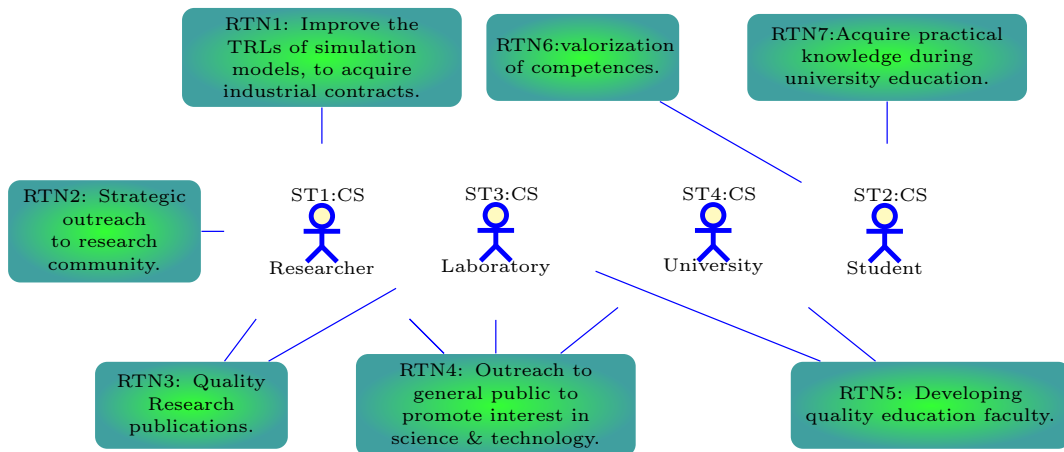 RTN1: Improve the
TRLs of simulation
models, to acquire
industrial contracts.
RTN6:valorization
of competences.
RTN7:Acquire practical
knowledge during
university education.
RTN2: Strategic
outreach
to research
community.
ST1:CS
Researcher
ST3:CS
Laboratory
ST4:CS
University
ST2:CS
Student
RTN3: Quality
Research
publications.
RTN4: Outreach to
general public to
promote interest in
science & technology.
RTN5: Developing
quality education faculty.